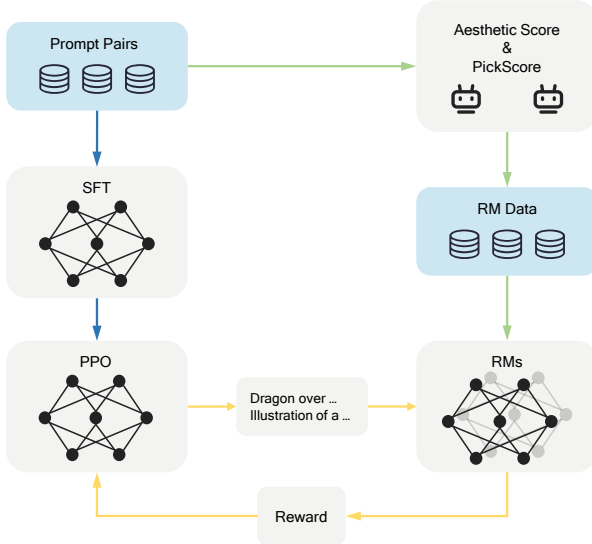 Prompt Pairs
Aesthetic Score
&
PickScore
SFT
RM Data
PPO
Dragon over ...
Illustration of a ...
RMs
Reward